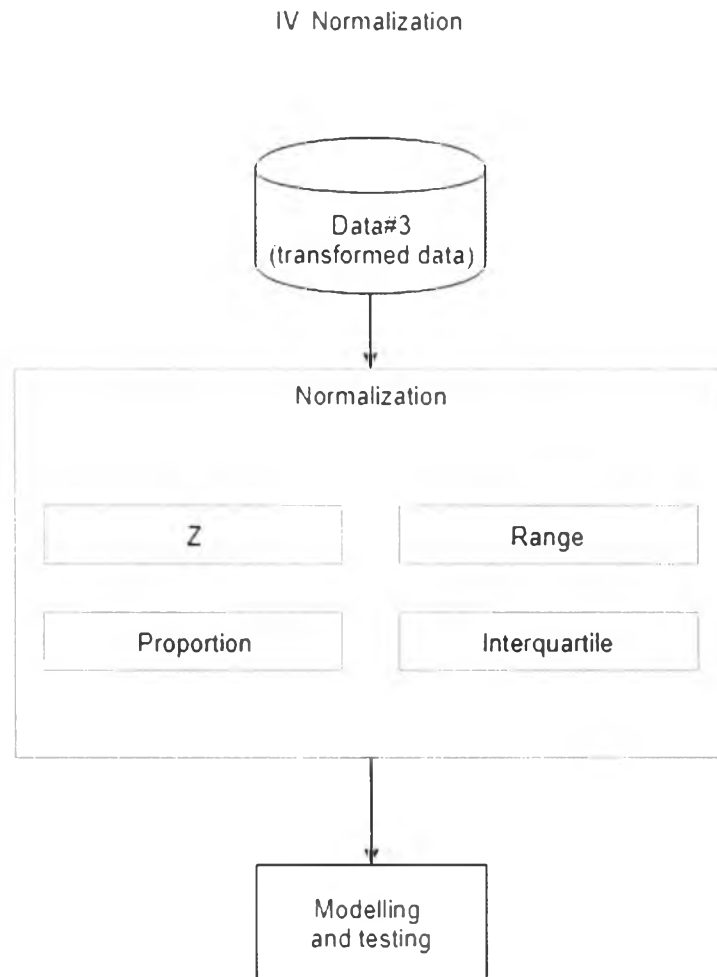 IV Normalization
Data#3
(transformed data)
Normalization
Z
Range
Proportion
Interquartile
Modelling
and testing